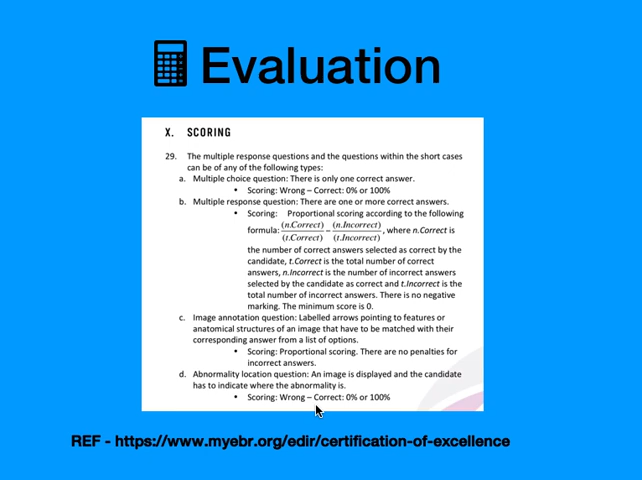 Evaluation
X. SCORING
29. The multiple response questions and the questions within the short cases
can be of any of the following types:
a. Multiple choice question: There is only one correct answer.
• Scoring: Wrong – Correct: 0% or 100%
b. Multiple response question: There are one or more correct answers.
• Scoring: Proportional scoring according to the following
formula: (n.Correct)/(t.Correct) − (n.Incorrect)/(t.Incorrect), where n.Correct is
the number of correct answers selected as correct by the
candidate, t.Correct is the total number of correct
answers, n.Incorrect is the number of incorrect answers
selected by the candidate as correct and t.Incorrect is the
total number of incorrect answers. There is no negative
marking. The minimum score is 0.
c. Image annotation question: Labelled arrows pointing to features or
anatomical structures of an image that have to be matched with their
corresponding answer from a list of options.
• Scoring: Proportional scoring. There are no penalties for
incorrect answers.
d. Abnormality location question: An image is displayed and the candidate
has to indicate where the abnormality is.
• Scoring: Wrong – Correct: 0% or 100%
REF - https://www.myebr.org/edir/certification-of-excellence